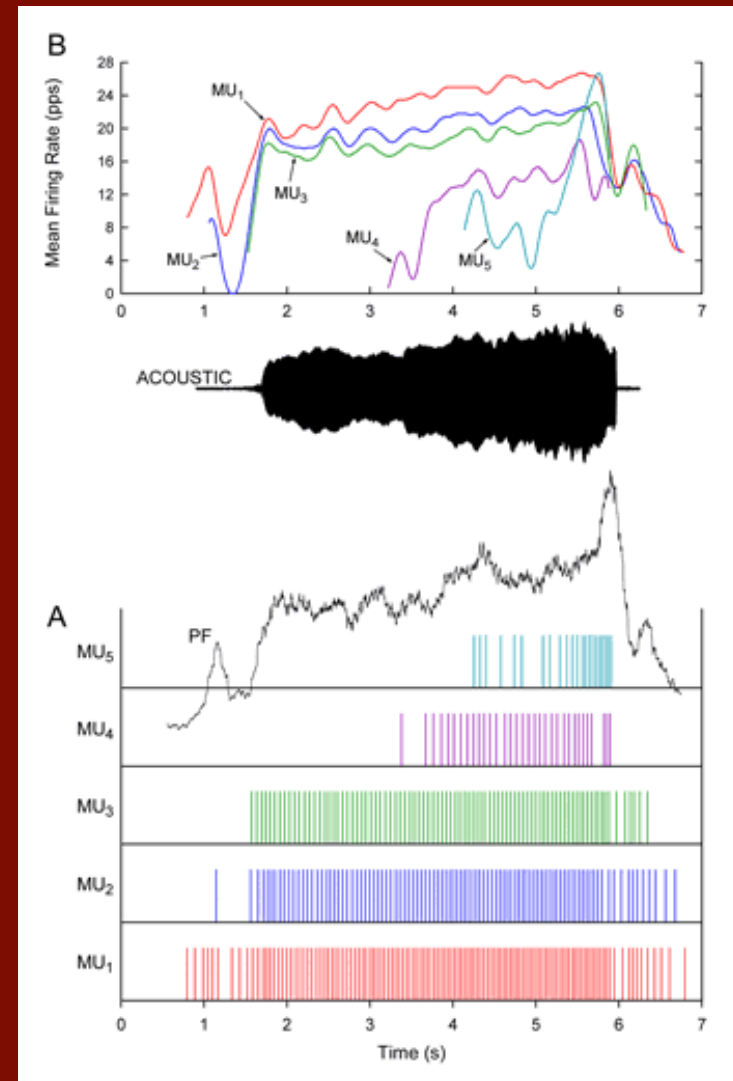 B
28
24
20
16
12
8
4
0
Mean Firing Rate (pps)
MU1
MU2
MU3
MU4
MU5
0 1 2 3 4 5 6 7
ACOUSTIC
A
PF
MU5
MU4
MU3
MU2
MU1
0 1 2 3 4 5 6 7
Time (s)